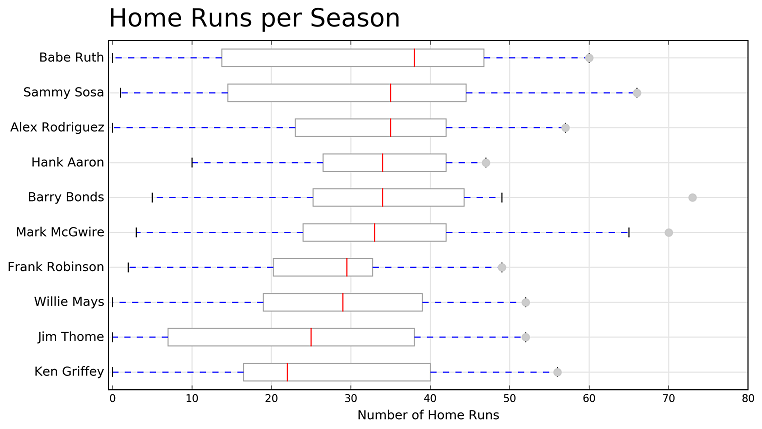 Home Runs per Season
Babe Ruth
Sammy Sosa
Alex Rodriguez
Hank Aaron
Barry Bonds
Mark McGwire
Frank Robinson
Willie Mays
Jim Thome
Ken Griffey
0 10 20 30 40 50 60 70 80
Number of Home Runs